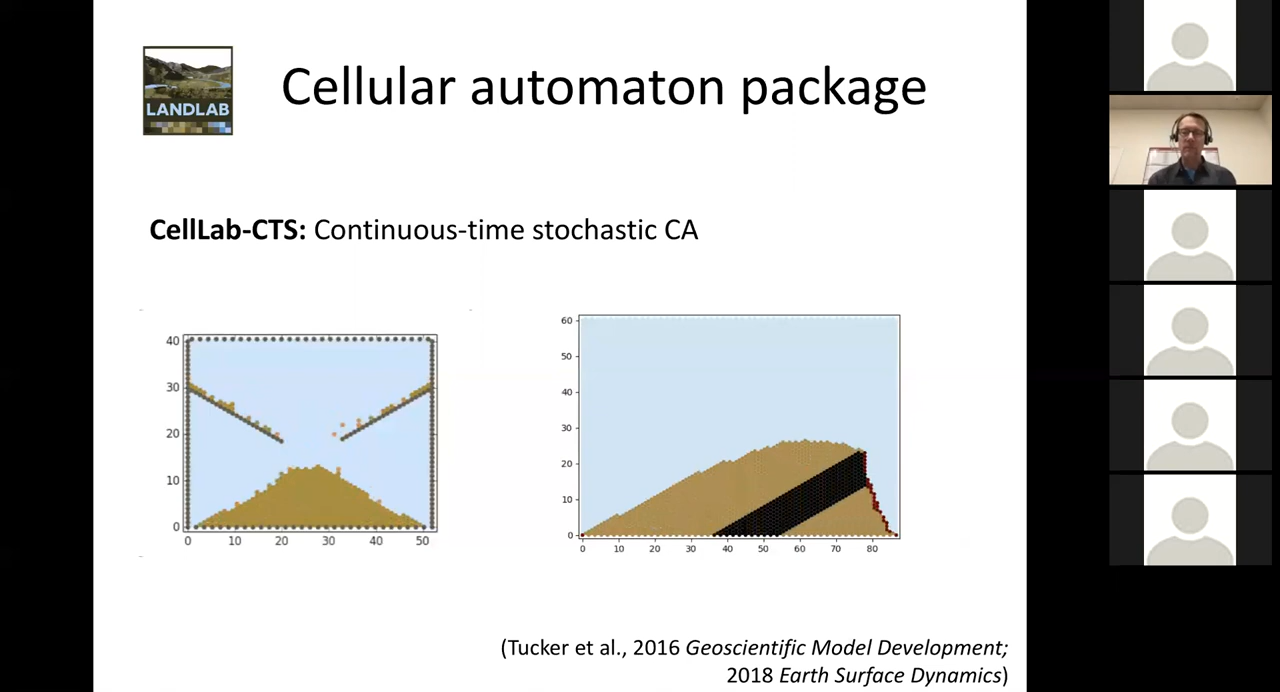 LANDLAB
Cellular automaton package
CellLab-CTS: Continuous-time stochastic CA
40
30
20
10
0
0 10 20 30 40 50
60
50
40
30
20
10
0
0 10 20 30 40 50 60 70 80
(Tucker et al., 2016 Geoscientific Model Development;
2018 Earth Surface Dynamics)